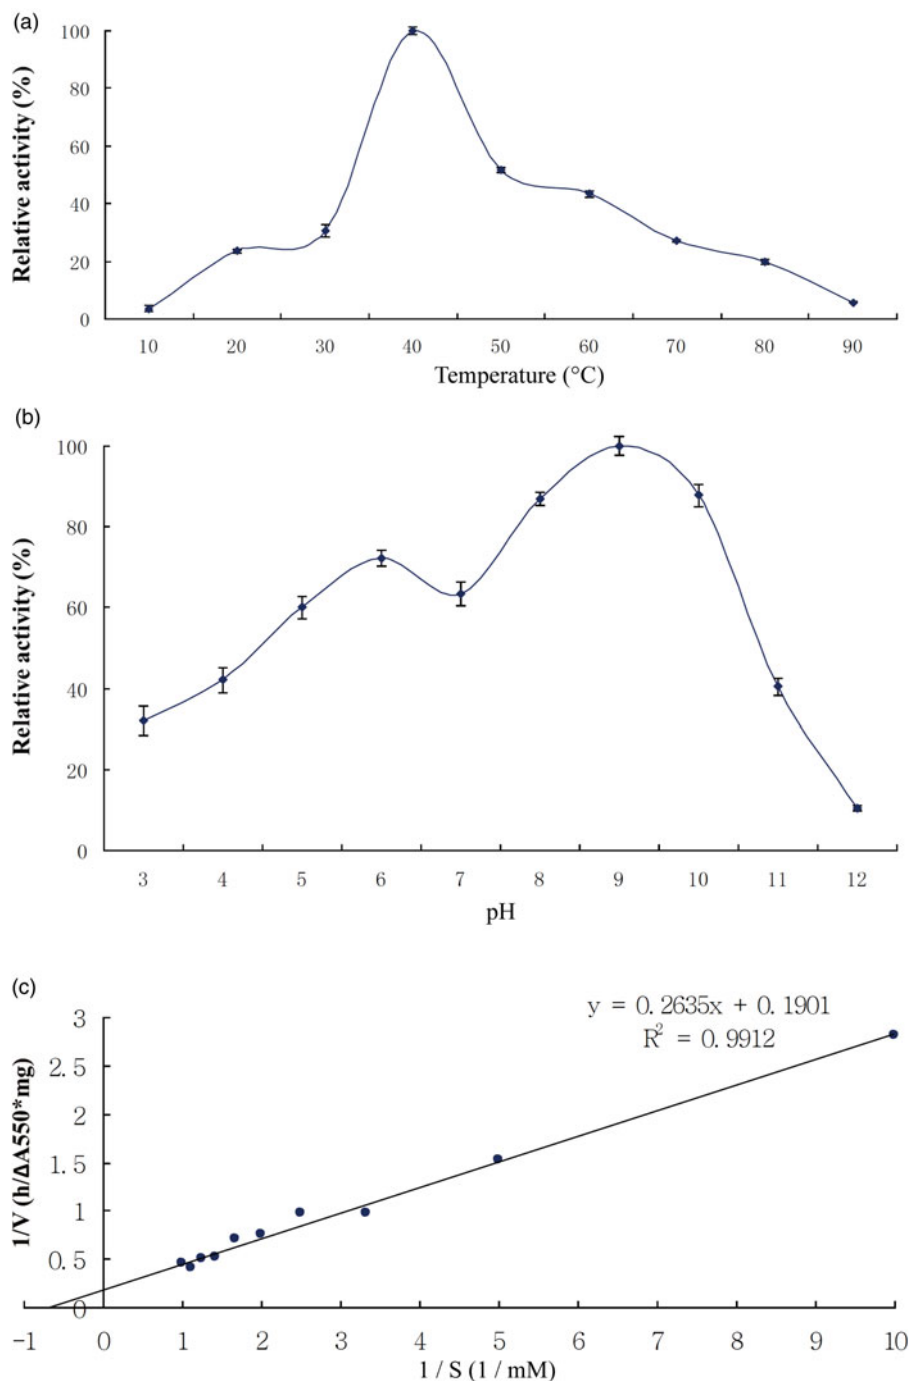 (a)
100
80
60
40
20
0
Relative activity (%)
10 20 30 40 50 60 70 80 90
Temperature (°C)
(b)
100
80
60
40
20
0
Relative activity (%)
3 4 5 6 7 8 9 10 11 12
pH
(c)
y = 0.2635x + 0.1901
R² = 0.9912
3
2.5
2
1.5
1
0.5
0
1/V (h/ΔA550*mg)
-1 0 1 2 3 4 5 6 7 8 9 10
1 / S (1 / mM)